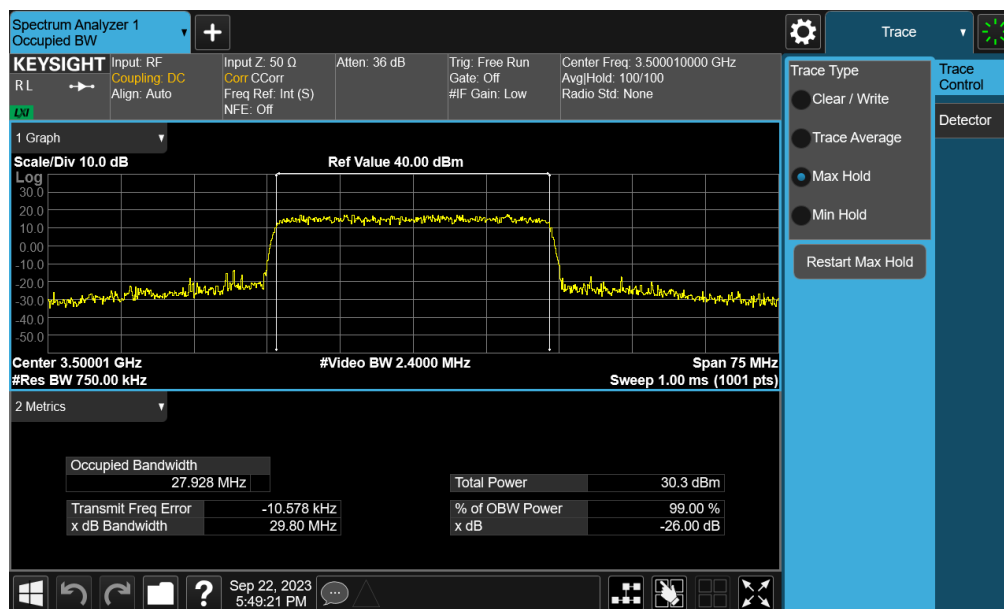 Spectrum Analyzer 1
Occupied BW
Trace
KEYSIGHT
R L
LXI
Input: RF
Coupling: DC
Align: Auto
Input Z: 50 Ω
Corr CCorr
Freq Ref: Int (S)
NFE: Off
Atten: 36 dB
Trig: Free Run
Gate: Off
#IF Gain: Low
Center Freq: 3.500010000 GHz
Avg|Hold: 100/100
Radio Std: None
Trace Type
Clear / Write
Trace Average
Max Hold
Min Hold
Restart Max Hold
Trace
Control
Detector
1 Graph
Scale/Div 10.0 dB
Ref Value 40.00 dBm
Log
30.0
20.0
10.0
0.00
-10.0
-20.0
-30.0
-40.0
-50.0
Center 3.50001 GHz
#Video BW 2.4000 MHz
Span 75 MHz
#Res BW 750.00 kHz
Sweep 1.00 ms (1001 pts)
2 Metrics
Occupied Bandwidth
27.928 MHz
Total Power 30.3 dBm
Transmit Freq Error -10.578 kHz
% of OBW Power 99.00 %
x dB Bandwidth 29.80 MHz
x dB -26.00 dB
?
Sep 22, 2023
5:49:21 PM